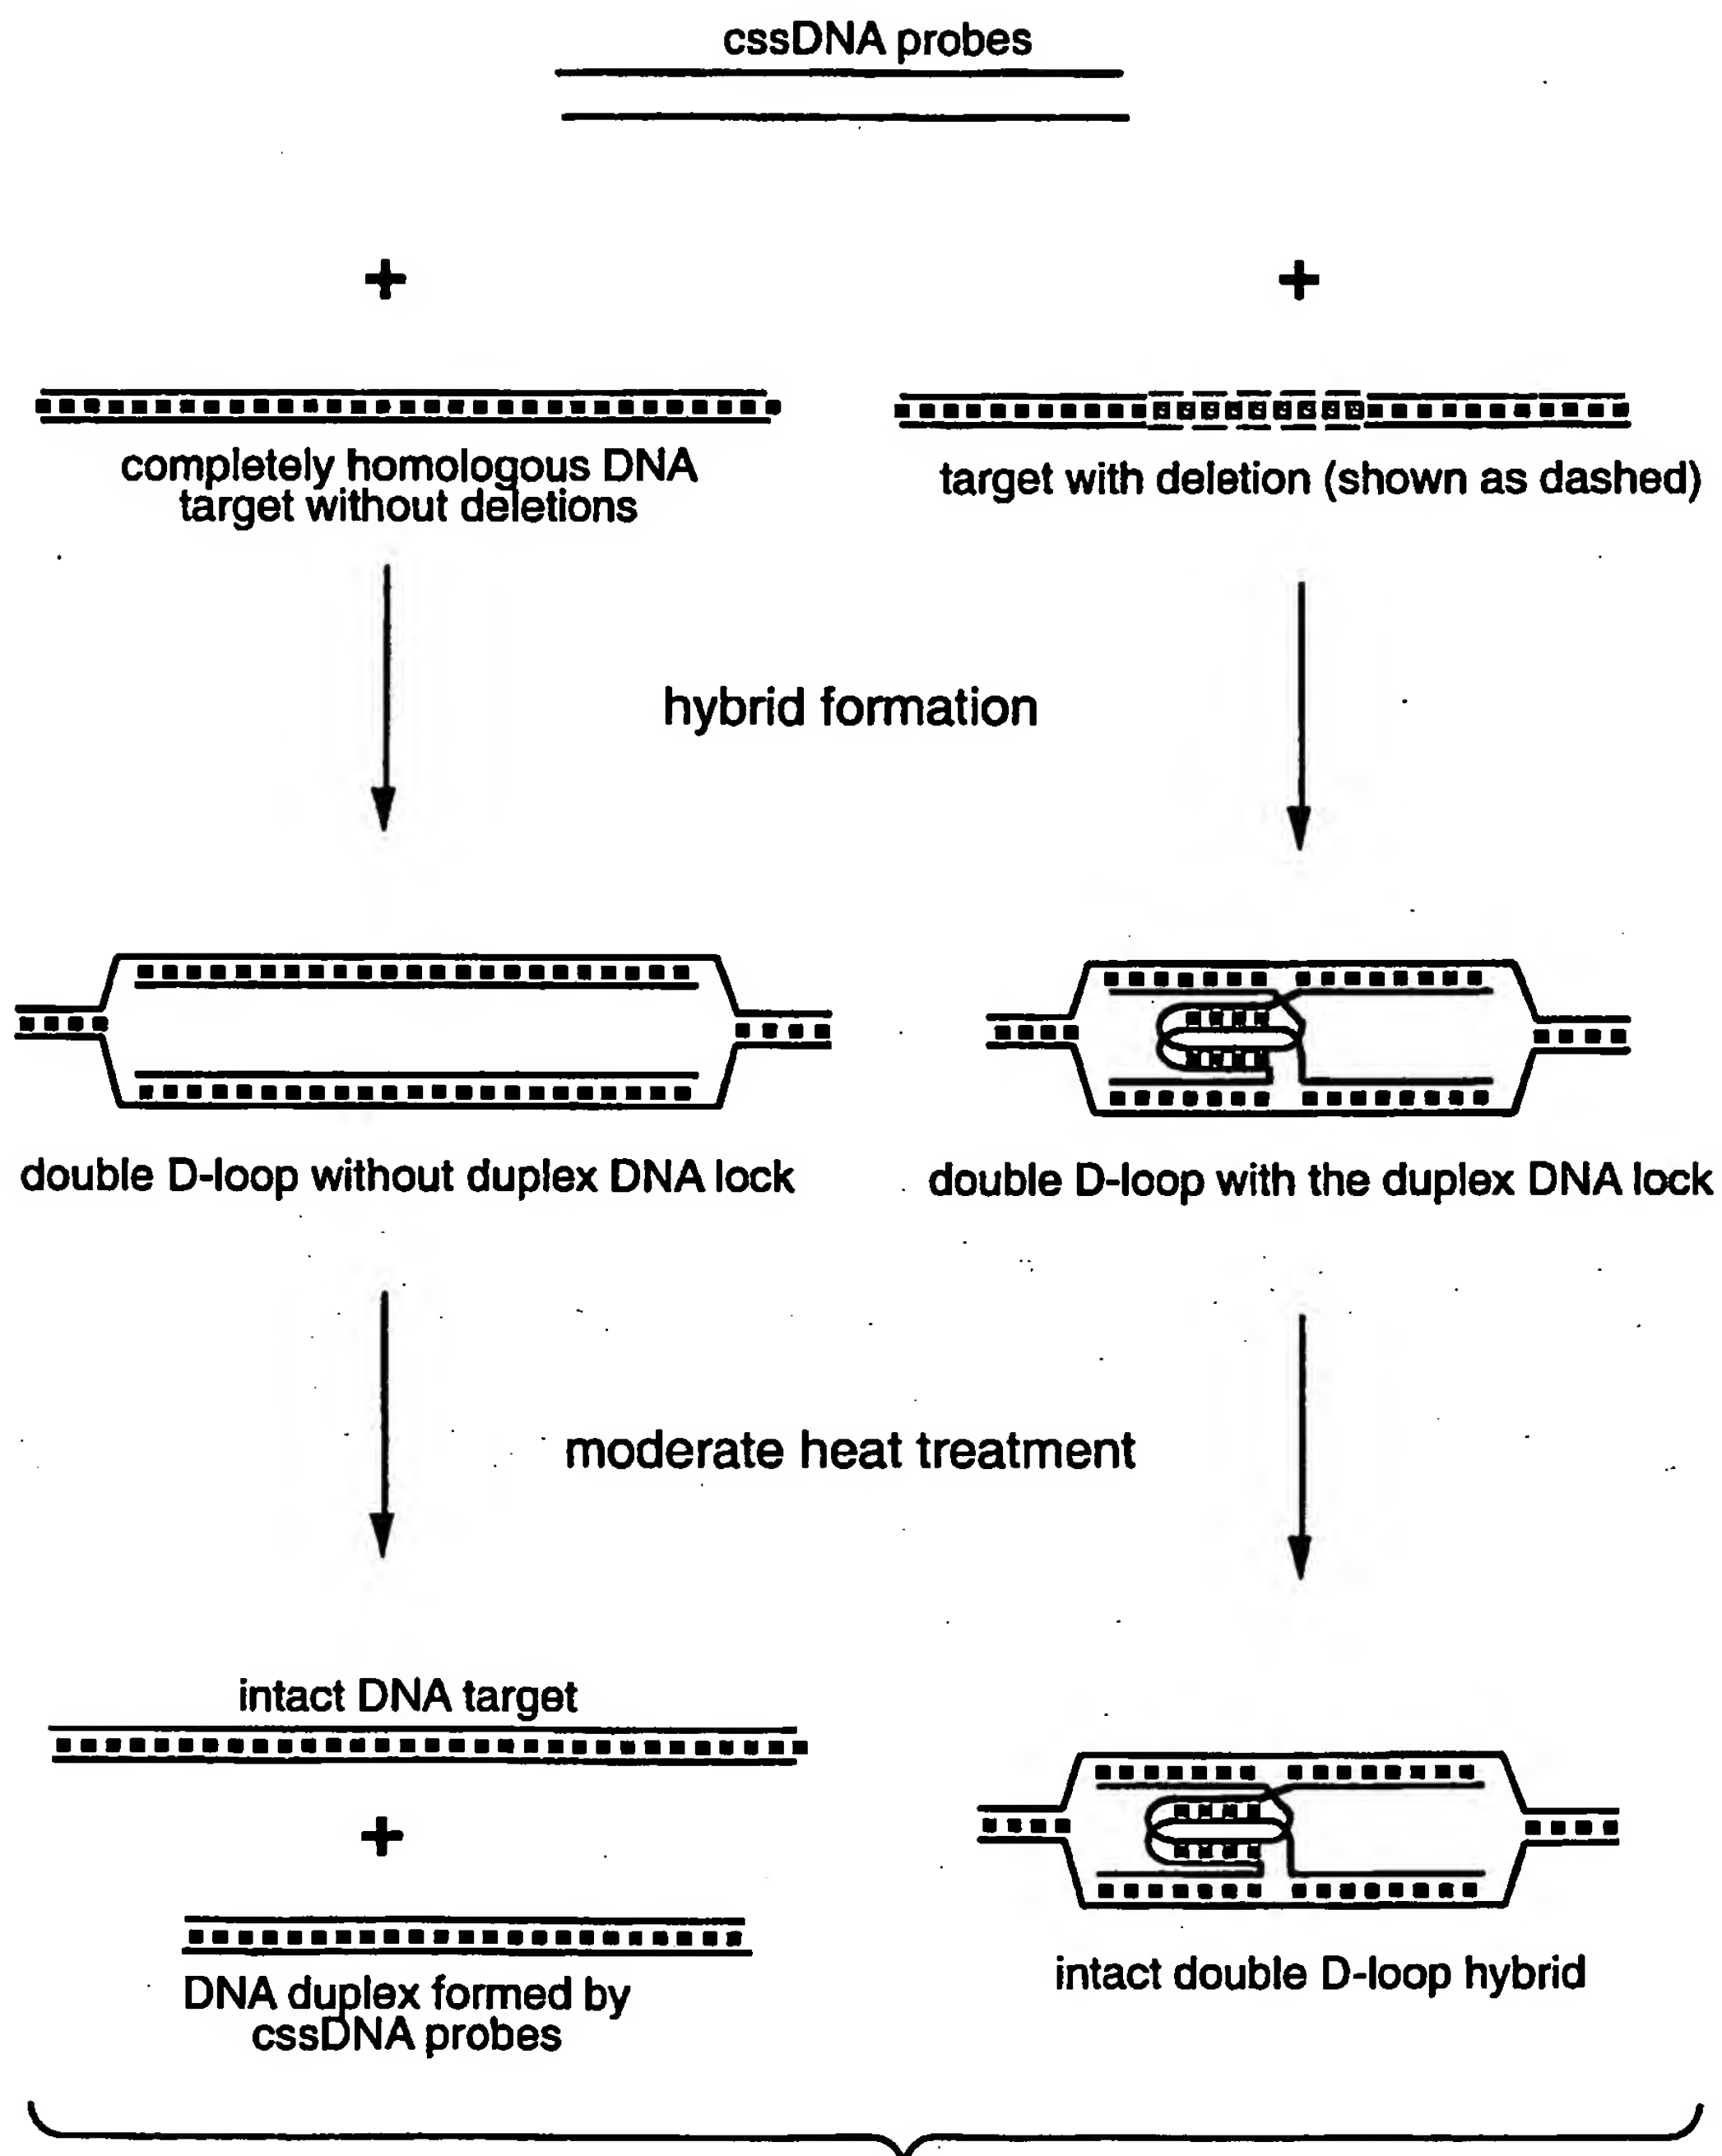 cssDNA probes
+
+
completely homologous DNA
target without deletions
target with deletion (shown as dashed)
hybrid formation
double D-loop without duplex DNA lock
double D-loop with the duplex DNA lock
moderate heat treatment
intact DNA target
+
DNA duplex formed by
cssDNA probes
intact double D-loop hybrid